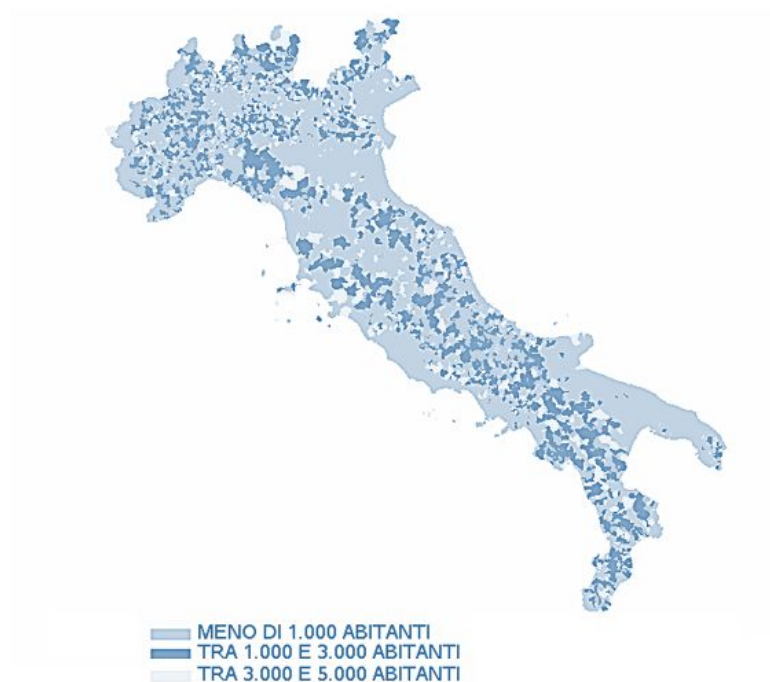 MENO DI 1.000 ABITANTI
TRA 1.000 E 3.000 ABITANTI
TRA 3.000 E 5.000 ABITANTI